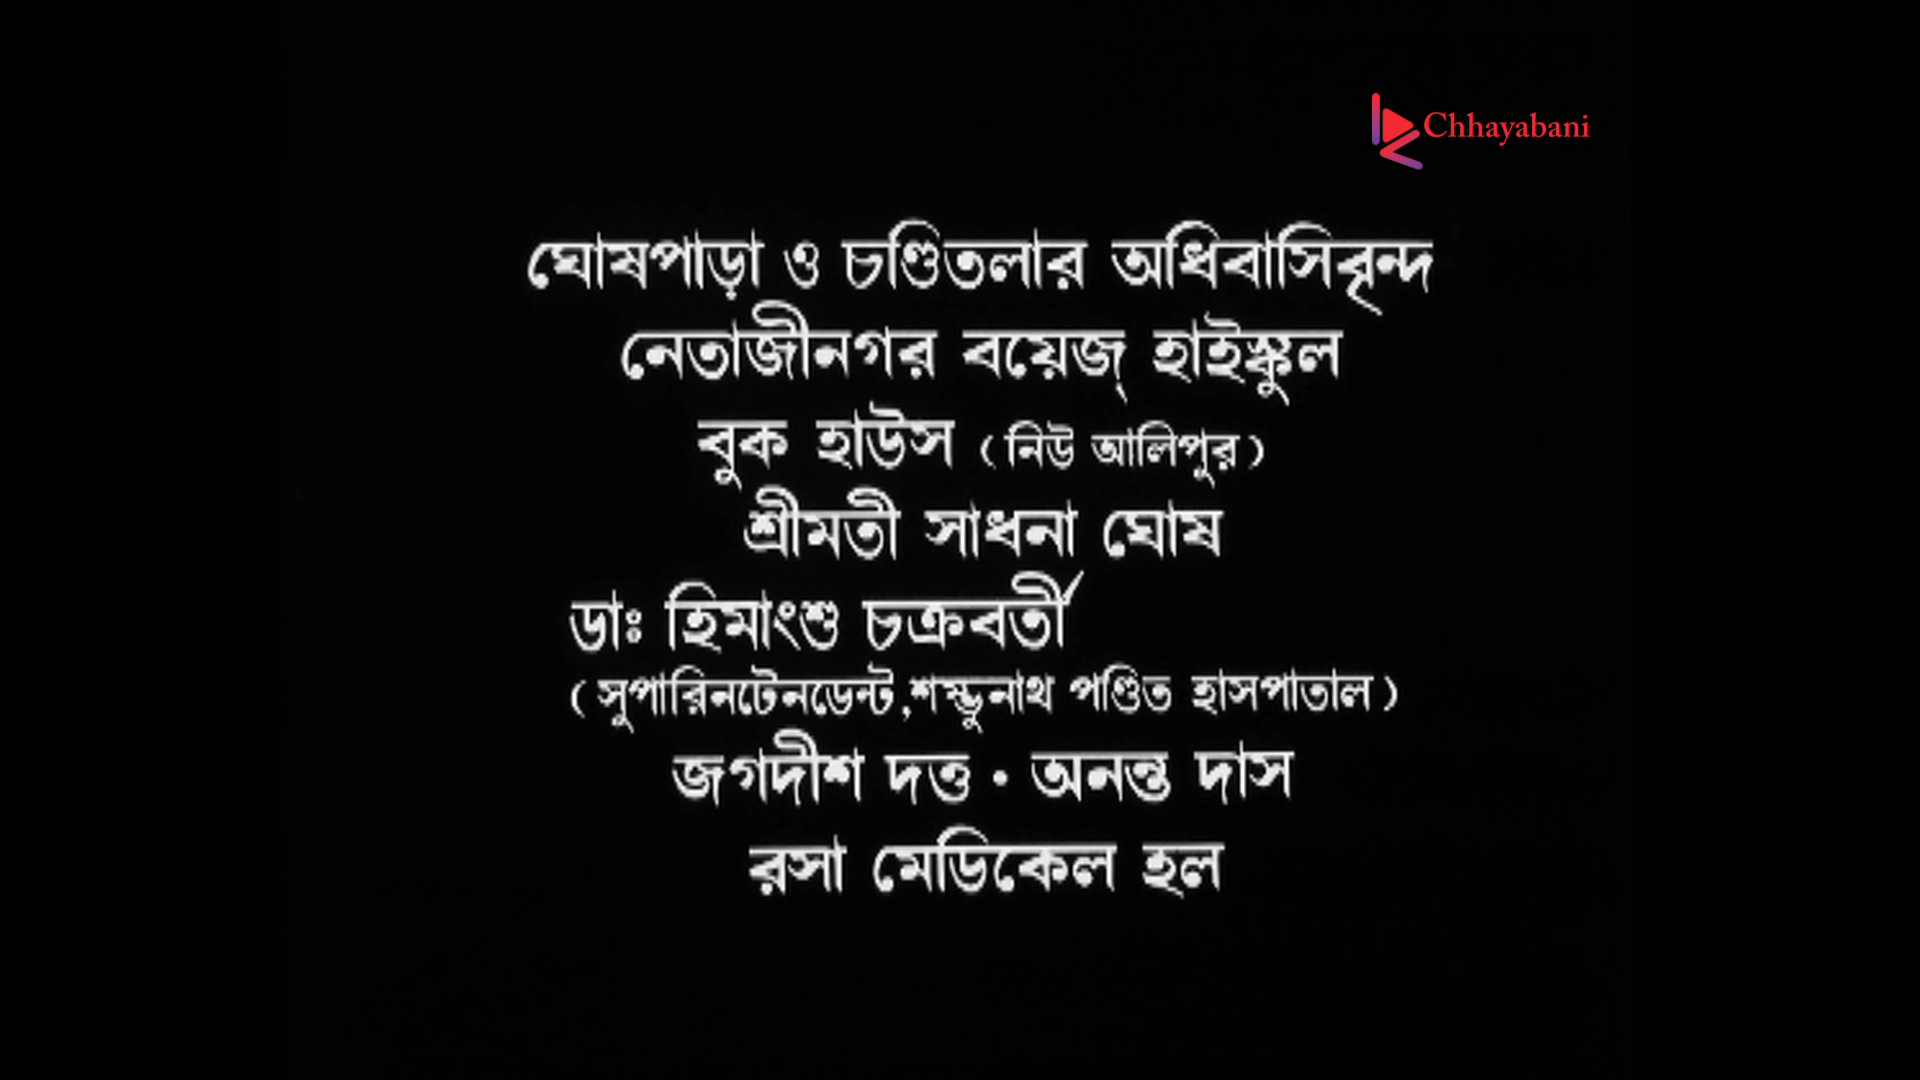 Chhayabani
ঘোষপাড়া ও চণ্ডিতলার অধিবাসিবৃন্দ
নেতাজীনগর বয়েজ্ হাইস্কুল
বুক হাউস (নিউ আলিপুর)
শ্রীমতী সাধনা ঘোষ
ডাঃ হিমাংশু চক্রবর্তী
(সুপারিনটেনডেন্ট,শম্ভুনাথ পণ্ডিত হাসপাতাল)
জগদীশ দত্ত · অনন্ত দাস
রসা মেডিকেল হল